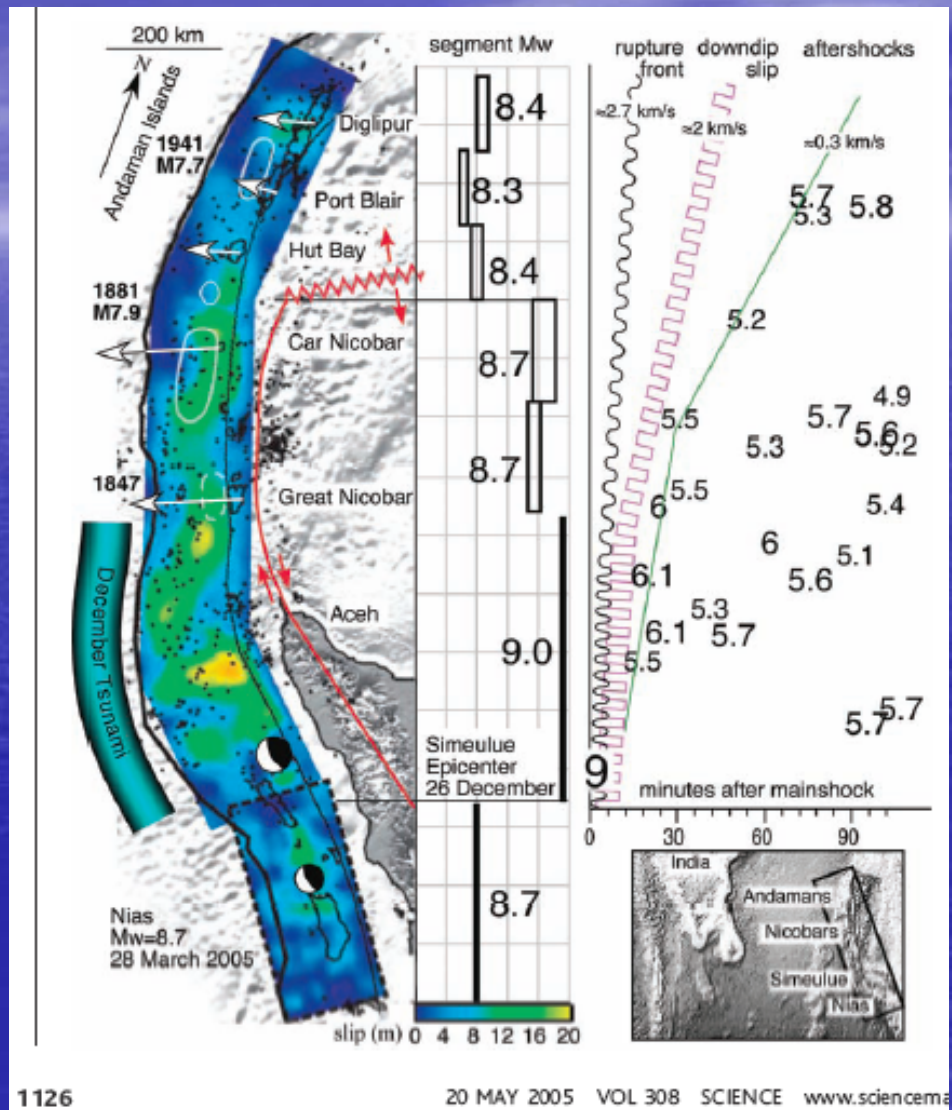 200 km
N
Andaman Islands
1941
M7.7
Diglipur
Port Blair
Hut Bay
1881
M7.9
Car Nicobar
1847
Great Nicobar
Aceh
December Tsunami
Nias
Mw=8.7
28 March 2005
segment Mw
8.4
8.3
8.4
8.7
8.7
9.0
Simeulue
Epicenter
26 December
8.7
slip (m) 0 4 8 12 16 20
rupture
front
downdip
slip
aftershocks
≈2.7 km/s
≈2 km/s
≈0.3 km/s
5.7
5.3
5.8
5.2
4.9
5.5
5.7
5.6
5.3
5.2
5.5
6
5.4
6
5.1
6.1
5.6
5.3
6.1
5.7
5.5
5.7
5.7
9
minutes after mainshock
0 30 60 90
India
Andamans
Nicobars
Simeulue
Nias
1126 20 MAY 2005 VOL 308 SCIENCE www.sciencema